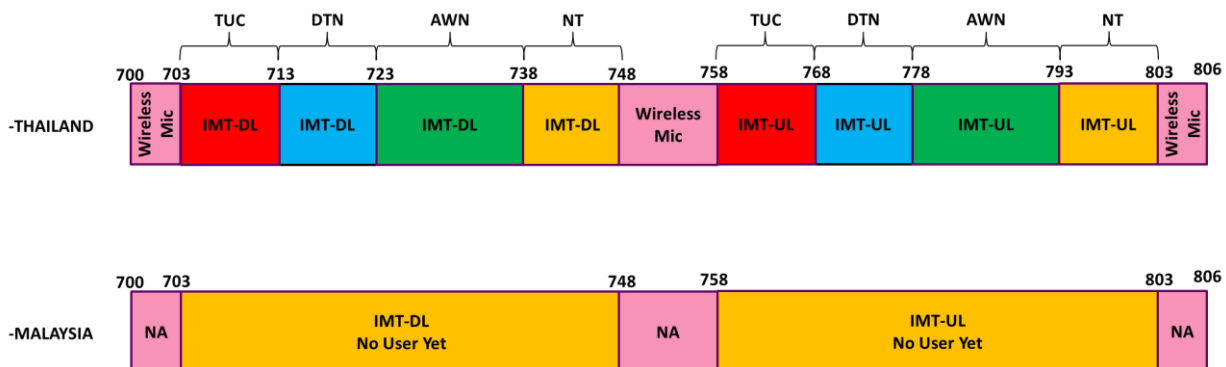 TUC DTN AWN NT TUC DTN AWN NT
700 703 713 723 738 748 758 768 778 793 803 806
-THAILAND
Wireless Mic
IMT-DL IMT-DL IMT-DL IMT-DL
Wireless
Mic
IMT-UL IMT-UL IMT-UL IMT-UL
Wireless Mic
700 703 748 758 803 806
-MALAYSIA
NA
IMT-DL
No User Yet
NA
IMT-UL
No User Yet
NA